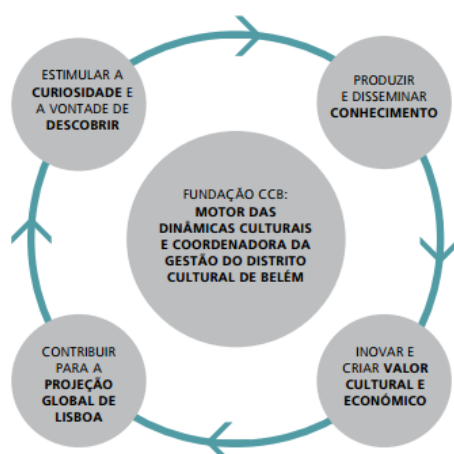 ESTIMULAR A
CURIOSIDADE E
A VONTADE DE
DESCOBRIR
PRODUZIR
E DISSEMINAR
CONHECIMENTO
FUNDAÇÃO CCB:
MOTOR DAS
DINÂMICAS CULTURAIS
E COORDENADORA DA
GESTÃO DO DISTRITO
CULTURAL DE BELÉM
CONTRIBUIR
PARA A
PROJEÇÃO
GLOBAL DE
LISBOA
INOVAR E
CRIAR VALOR
CULTURAL E
ECONÓMICO